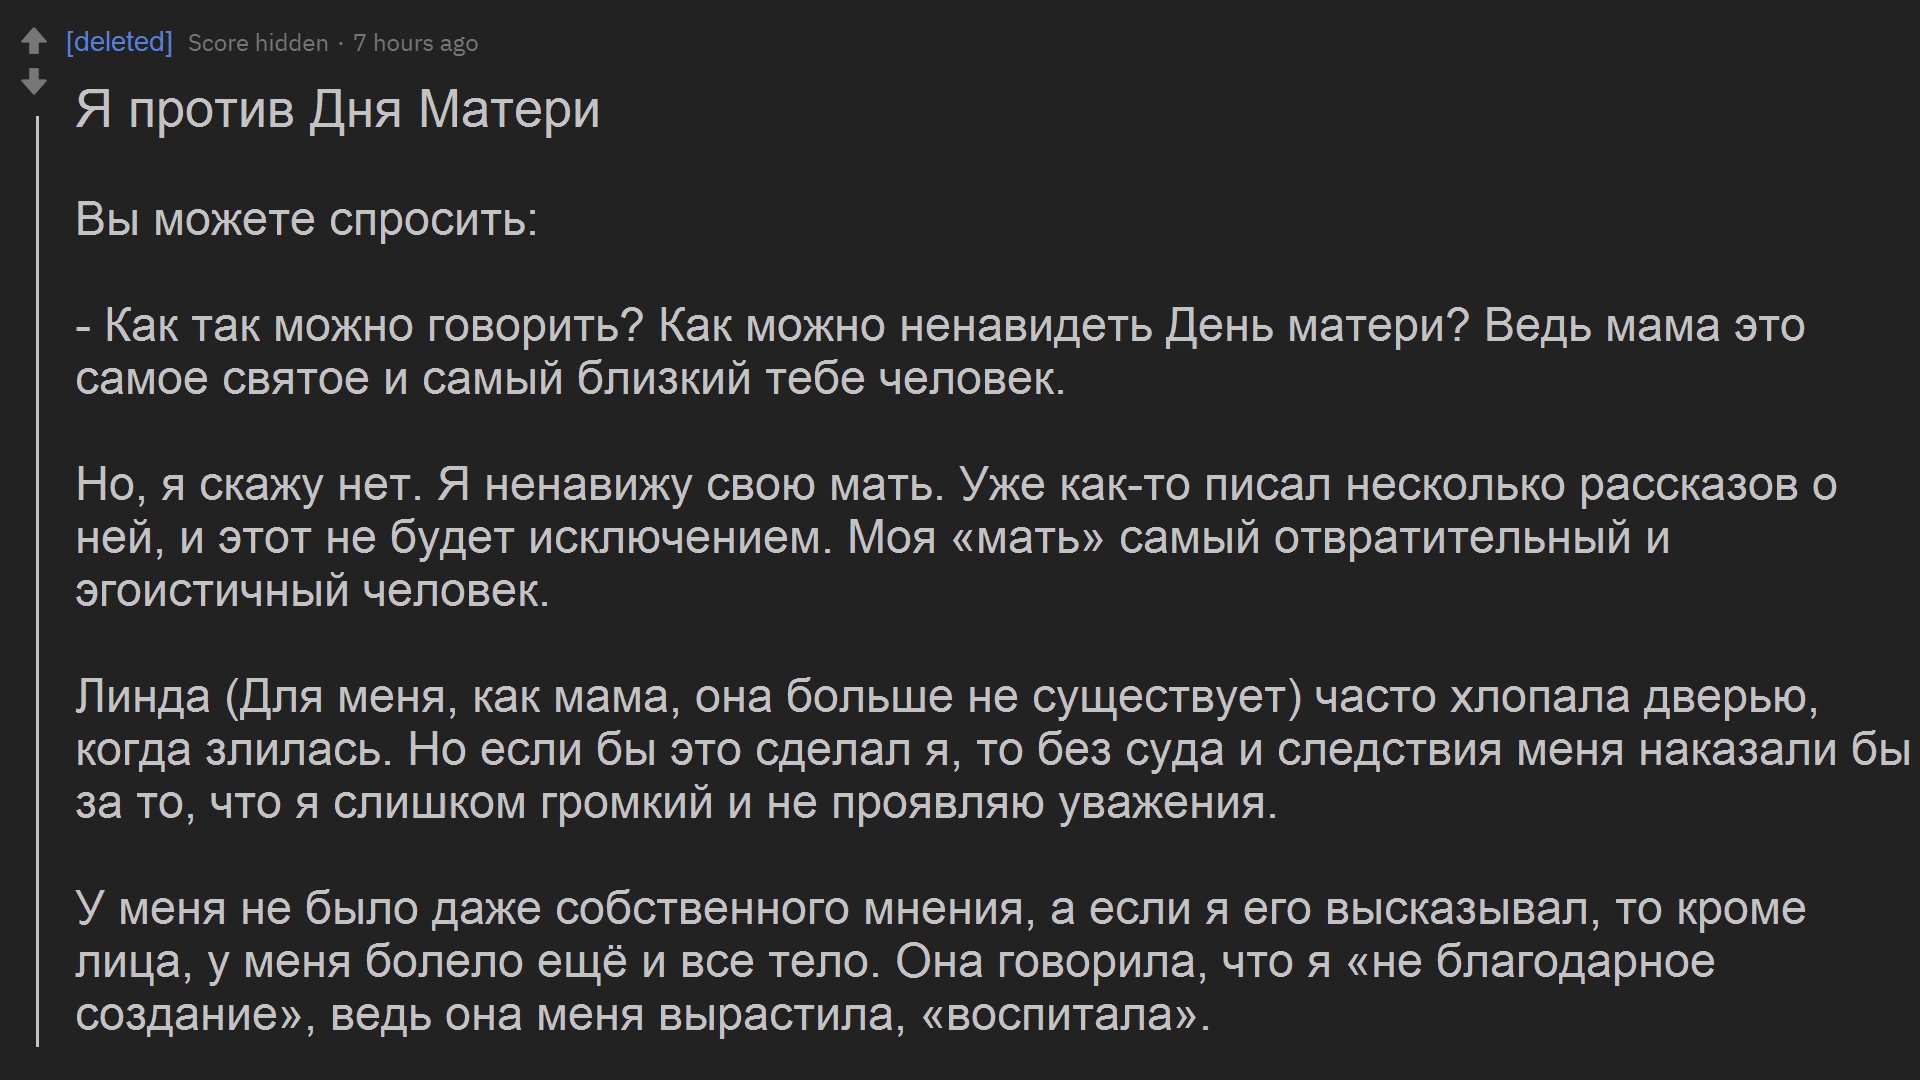 [deleted] Score hidden · 7 hours ago
Я против Дня Матери
Вы можете спросить:
- Как так можно говорить? Как можно ненавидеть День матери? Ведь мама это
самое святое и самый близкий тебе человек.
Но, я скажу нет. Я ненавижу свою мать. Уже как-то писал несколько рассказов о
ней, и этот не будет исключением. Моя «мать» самый отвратительный и
эгоистичный человек.
Линда (Для меня, как мама, она больше не существует) часто хлопала дверью,
когда злилась. Но если бы это сделал я, то без суда и следствия меня наказали бы
за то, что я слишком громкий и не проявляю уважения.
У меня не было даже собственного мнения, а если я его высказывал, то кроме
лица, у меня болело ещё и все тело. Она говорила, что я «не благодарное
создание», ведь она меня вырастила, «воспитала».